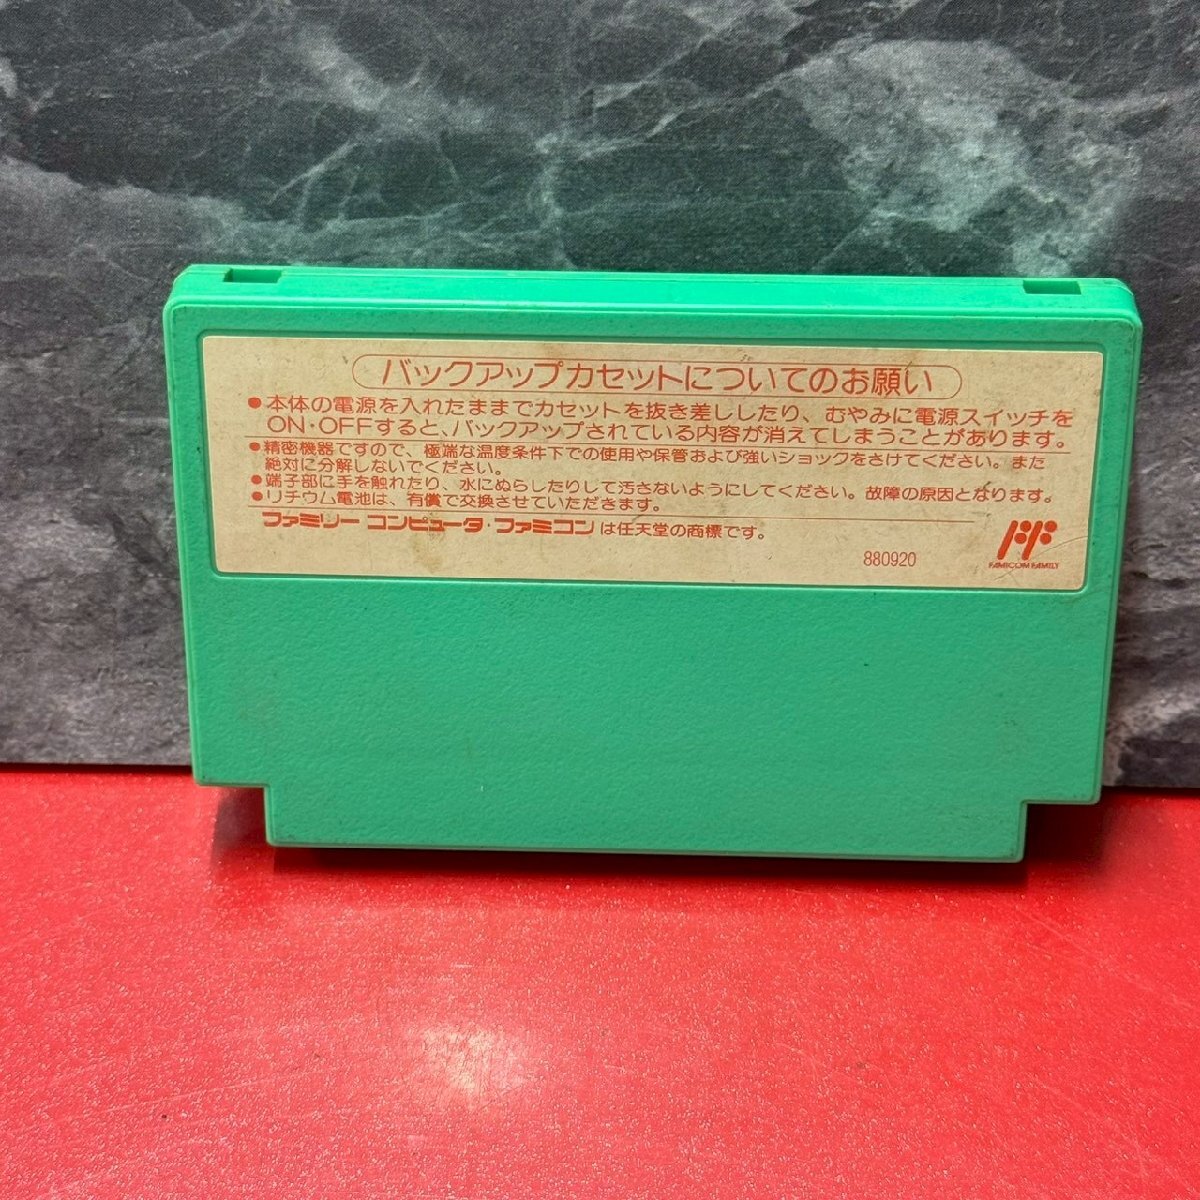 バックアップカセットについてのお願い
●本体の電源を入れたままでカセットを抜き差ししたり、むやみに電源スイッチを
ON・OFFすると、バックアップされている内容が消えてしまうことがあります。
●精密機器ですので、極端な温度条件下での使用や保管および強いショックをさけてください。また
絶対に分解しないでください。
●端子部に手を触れたり、水にぬらしたりして汚さないようにしてください。故障の原因となります。
●リチウム電池は、有償で交換させていただきます。
ファミリー コンピュータ・ファミコンは任天堂の商標です。
880920
FAMICOM FAMILY